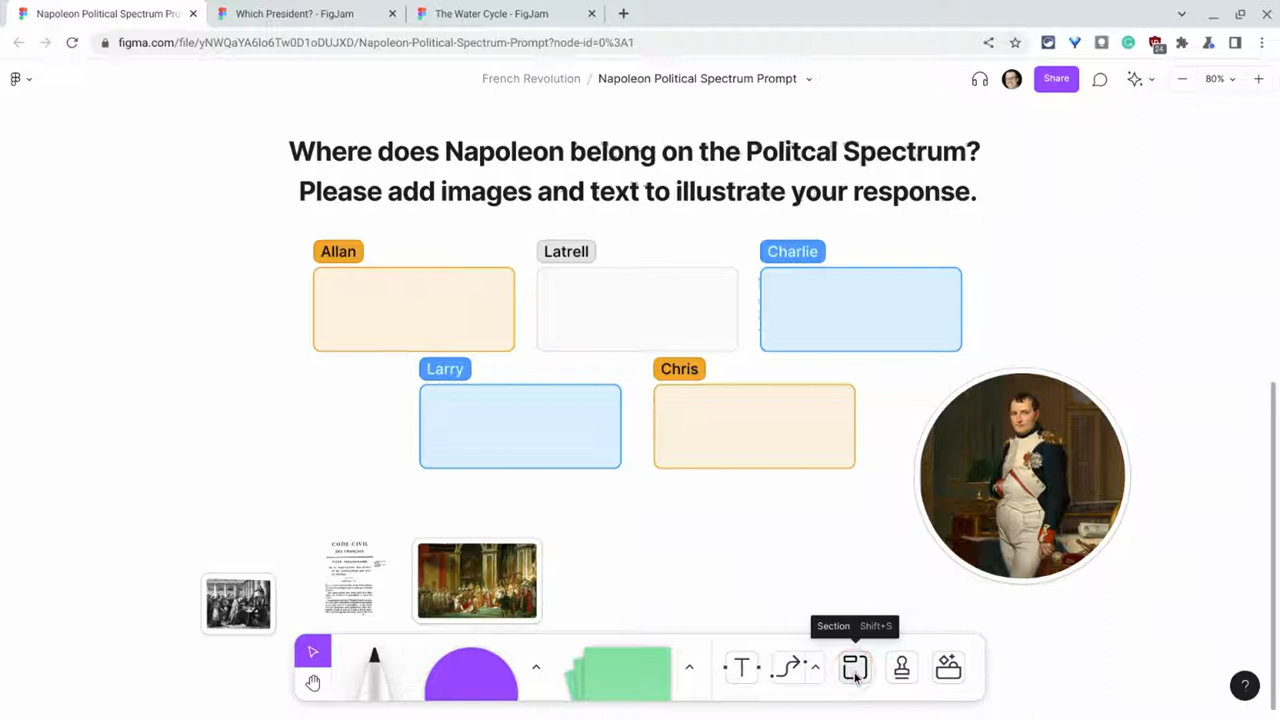 Napoleon Political Spectrum Pro
Which President? - FigJam
The Water Cycle - FigJam
figma.com/file/yNWQaYA6Io6Tw0D1oDUJXD/Napoleon-Political-Spectrum-Prompt?node-id=0%3A1
24
French Revolution / Napoleon Political Spectrum Prompt
Share
80%
Where does Napoleon belong on the Politcal Spectrum?
Please add images and text to illustrate your response.
Allan
Latrell
Charlie
Larry
Chris
CODE CIVIL
DES FRANÇAIS
Section Shift+S
T
?